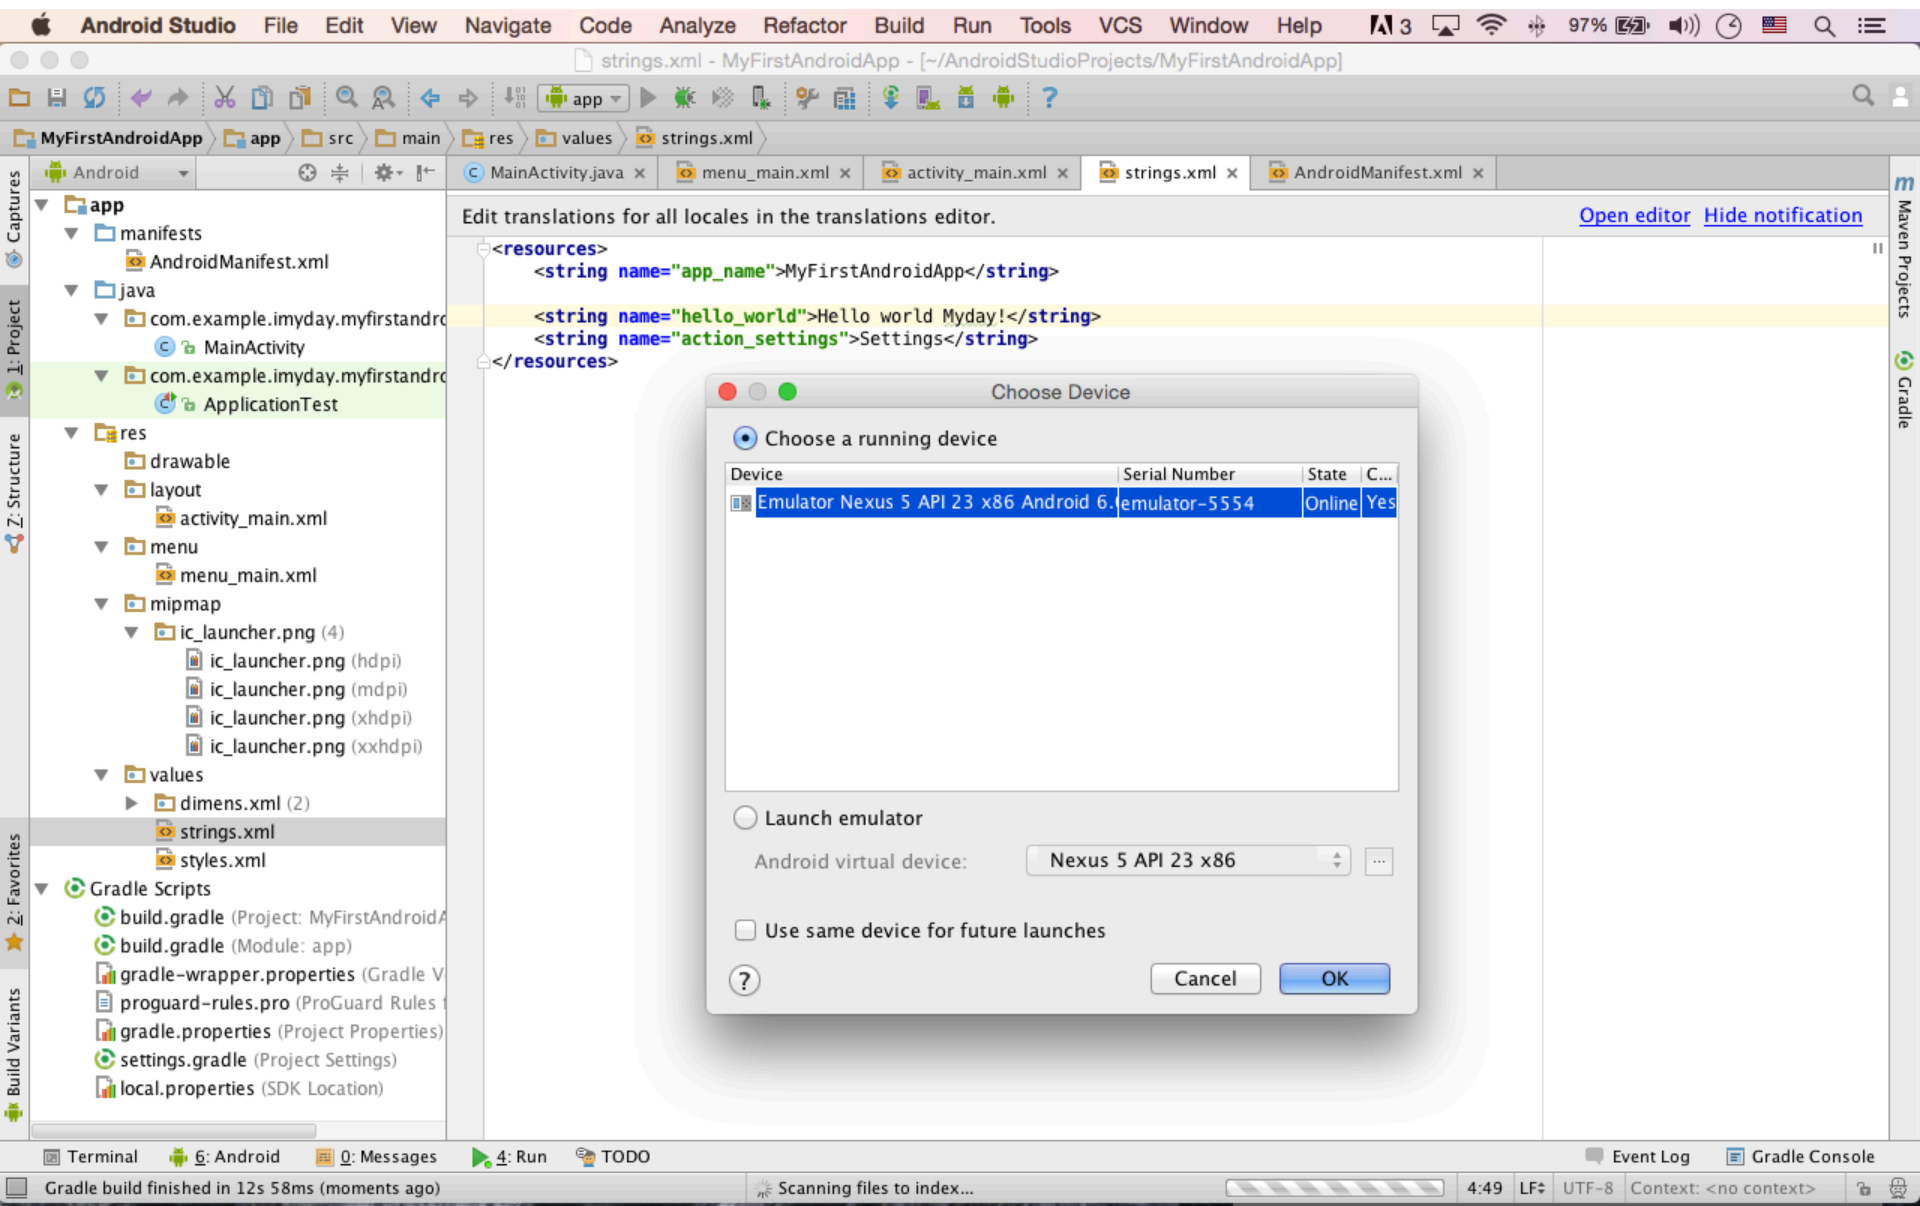 Android Studio File Edit View Navigate Code Analyze Refactor Build Run Tools VCS Window Help 3 97%
strings.xml - MyFirstAndroidApp - [~/AndroidStudioProjects/MyFirstAndroidApp]
app
MyFirstAndroidApp app src main res values strings.xml
Android
MainActivity.java menu_main.xml activity_main.xml strings.xml AndroidManifest.xml
Captures
1: Project
Z: Structure
2: Favorites
Build Variants
app
manifests
AndroidManifest.xml
java
com.example.imyday.myfirstandro
MainActivity
com.example.imyday.myfirstandro
ApplicationTest
res
drawable
layout
activity_main.xml
menu
menu_main.xml
mipmap
ic_launcher.png (4)
ic_launcher.png (hdpi)
ic_launcher.png (mdpi)
ic_launcher.png (xhdpi)
ic_launcher.png (xxhdpi)
values
dimens.xml (2)
strings.xml
styles.xml
Gradle Scripts
build.gradle (Project: MyFirstAndroidA
build.gradle (Module: app)
gradle-wrapper.properties (Gradle V
proguard-rules.pro (ProGuard Rules
gradle.properties (Project Properties)
settings.gradle (Project Settings)
local.properties (SDK Location)
Edit translations for all locales in the translations editor. Open editor Hide notification
<resources>
<string name="app_name">MyFirstAndroidApp</string>
<string name="hello_world">Hello world Myday!</string>
<string name="action_settings">Settings</string>
</resources>
Choose Device
Choose a running device
Device Serial Number State C...
Emulator Nexus 5 API 23 x86 Android 6. emulator-5554 Online Yes
Launch emulator
Android virtual device: Nexus 5 API 23 x86 ...
Use same device for future launches
? Cancel OK
m Maven Projects
Gradle
Terminal 6: Android 0: Messages 4: Run TODO Event Log Gradle Console
Gradle build finished in 12s 58ms (moments ago) Scanning files to index... 4:49 LF UTF-8 Context: <no context>